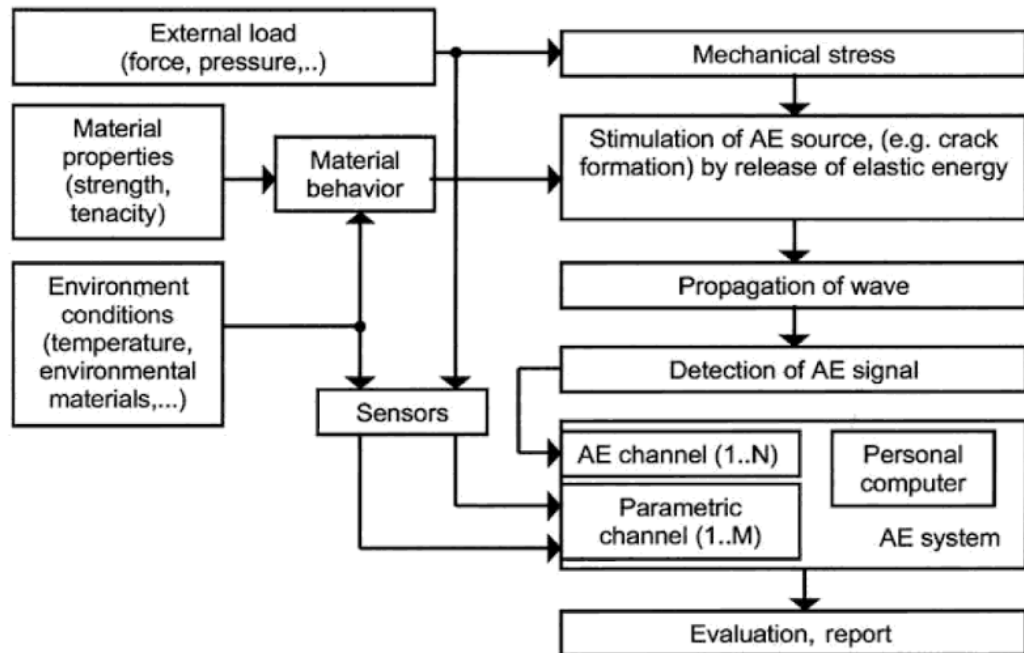 External load
(force, pressure,..)
Mechanical stress
Material
properties
(strength,
tenacity)
Material
behavior
Stimulation of AE source, (e.g. crack
formation) by release of elastic energy
Environment
conditions
(temperature,
environmental
materials,...)
Propagation of wave
Detection of AE signal
Sensors
AE channel (1..N)
Personal
computer
Parametric
channel (1..M)
AE system
Evaluation, report